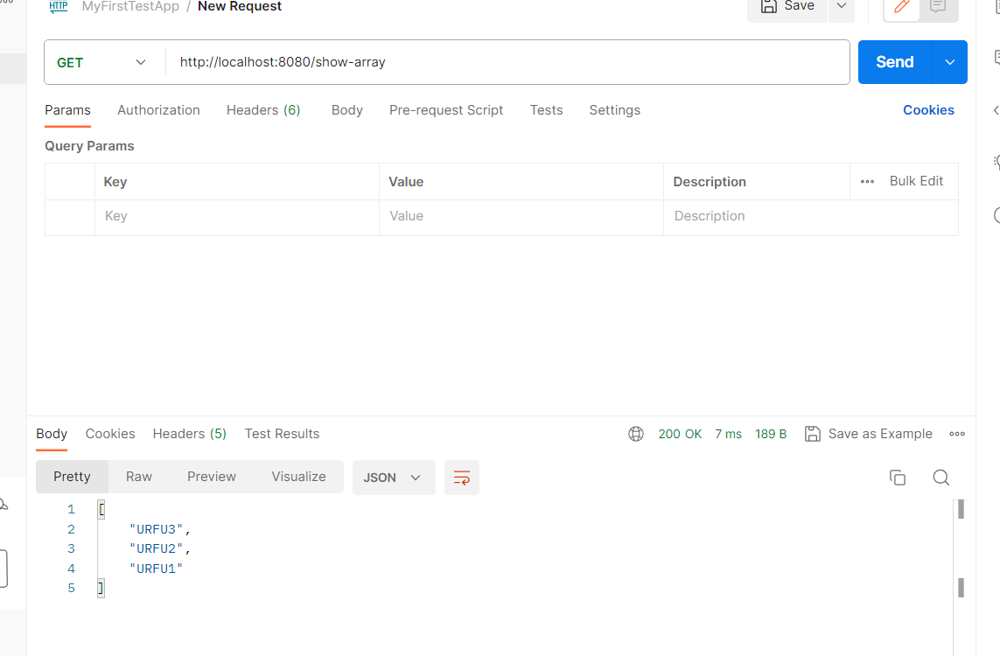 HTTP MyFirstTestApp / New Request Save
GET http://localhost:8080/show-array Send
Params Authorization Headers (6) Body Pre-request Script Tests Settings Cookies
Query Params
Key Value Description Bulk Edit
Key Value Description
Body Cookies Headers (5) Test Results 200 OK 7 ms 189 B Save as Example
Pretty Raw Preview Visualize JSON
1 [
2 "URFU3",
3 "URFU2",
4 "URFU1"
5 ]